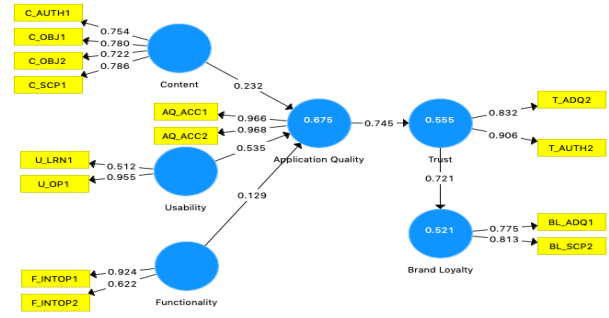 C_AUTH1
C_OBJ1
C_OBJ2
C_SCP1
0.754
0.780
0.722
0.786
Content
0.232
AQ_ACC1
AQ_ACC2
0.966
0.968
0.675
Application Quality
0.745
0.555
Trust
0.832
0.906
T_ADQ2
T_AUTH2
U_LRN1
U_OP1
0.512
0.955
Usability
0.535
0.129
0.721
0.521
Brand Loyalty
0.775
0.813
BL_ADQ1
BL_SCP2
F_INTOP1
F_INTOP2
0.924
0.622
Functionality